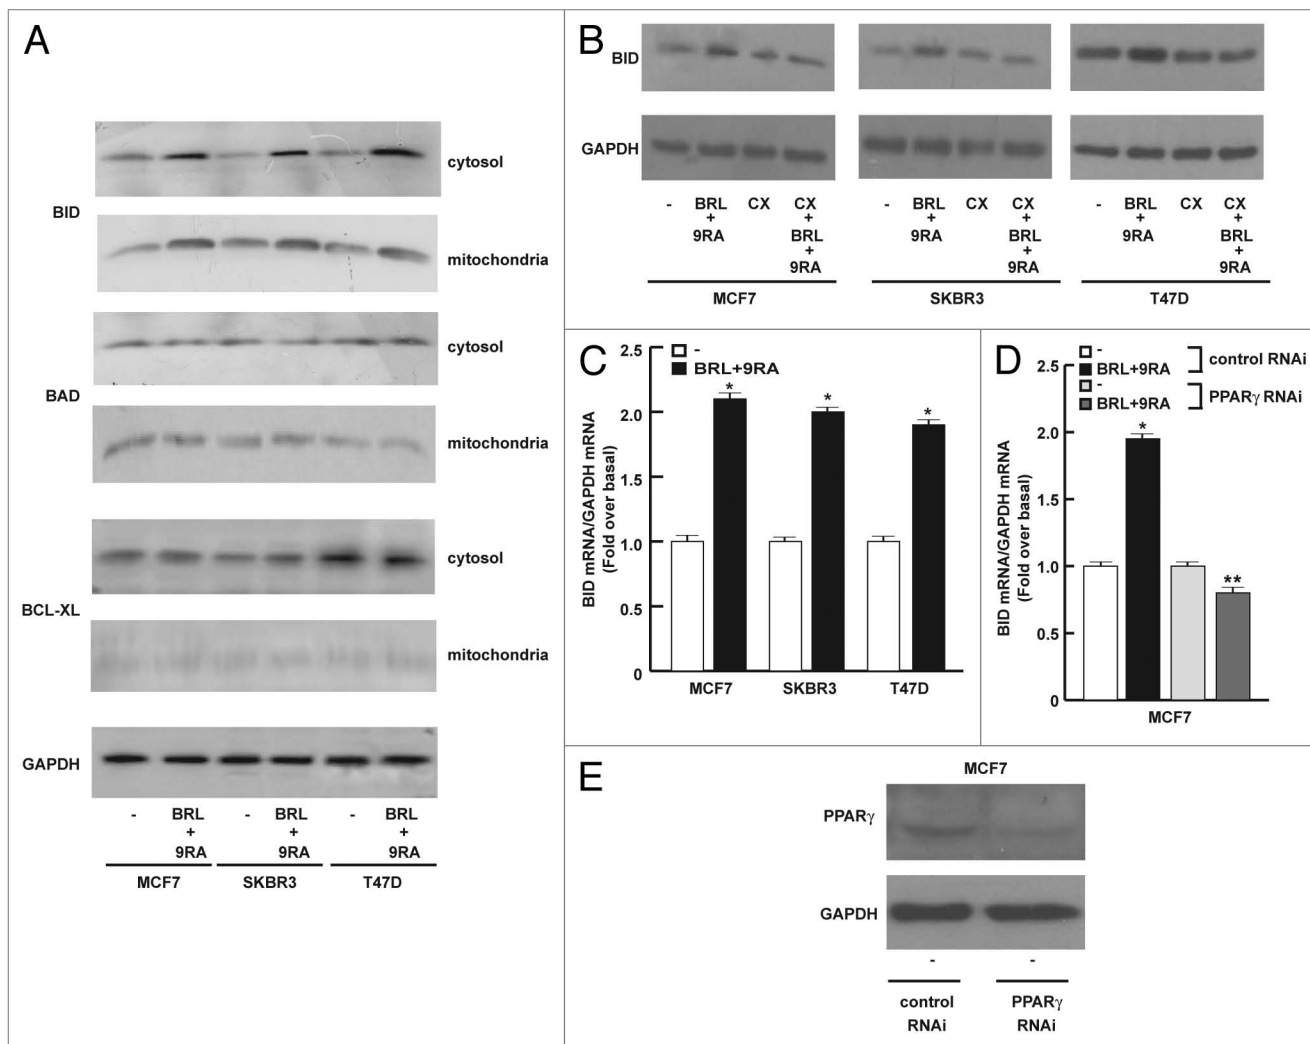 A
cytosol
BID
mitochondria
cytosol
BAD
mitochondria
cytosol
BCL-XL
mitochondria
GAPDH
- BRL - BRL - BRL
+ + +
9RA 9RA 9RA
MCF7 SKBR3 T47D
B
BID
GAPDH
- BRL CX CX - BRL CX CX - BRL CX CX
+ + + + + +
9RA BRL 9RA BRL 9RA BRL
+ + +
9RA 9RA 9RA
MCF7 SKBR3 T47D
C
-
BRL+9RA
BID mRNA/GAPDH mRNA
(Fold over basal)
2.5
2.0
1.5
1.0
0.5
0
* * *
MCF7 SKBR3 T47D
D
-
BRL+9RA
control RNAi
-
BRL+9RA
PPARγ RNAi
BID mRNA/GAPDH mRNA
(Fold over basal)
2.5
2.0
1.5
1.0
0.5
0
*
**
MCF7
E
MCF7
PPARγ
GAPDH
- -
control PPARγ
RNAi RNAi